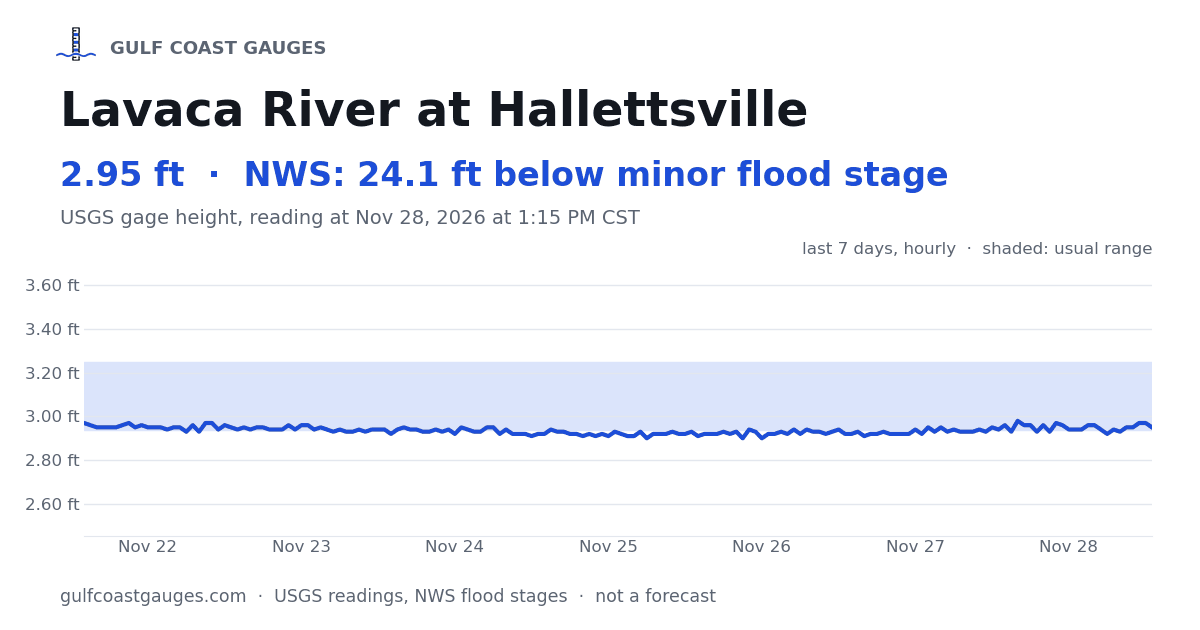 GULF COAST GAUGES
Lavaca River at Hallettsville
2.95 ft · NWS: 24.1 ft below minor flood stage
USGS gage height, reading at Nov 28, 2026 at 1:15 PM CST
last 7 days, hourly · shaded: usual range
3.60 ft
3.40 ft
3.20 ft
3.00 ft
2.80 ft
2.60 ft
Nov 22 Nov 23 Nov 24 Nov 25 Nov 26 Nov 27 Nov 28
gulfcoastgauges.com · USGS readings, NWS flood stages · not a forecast